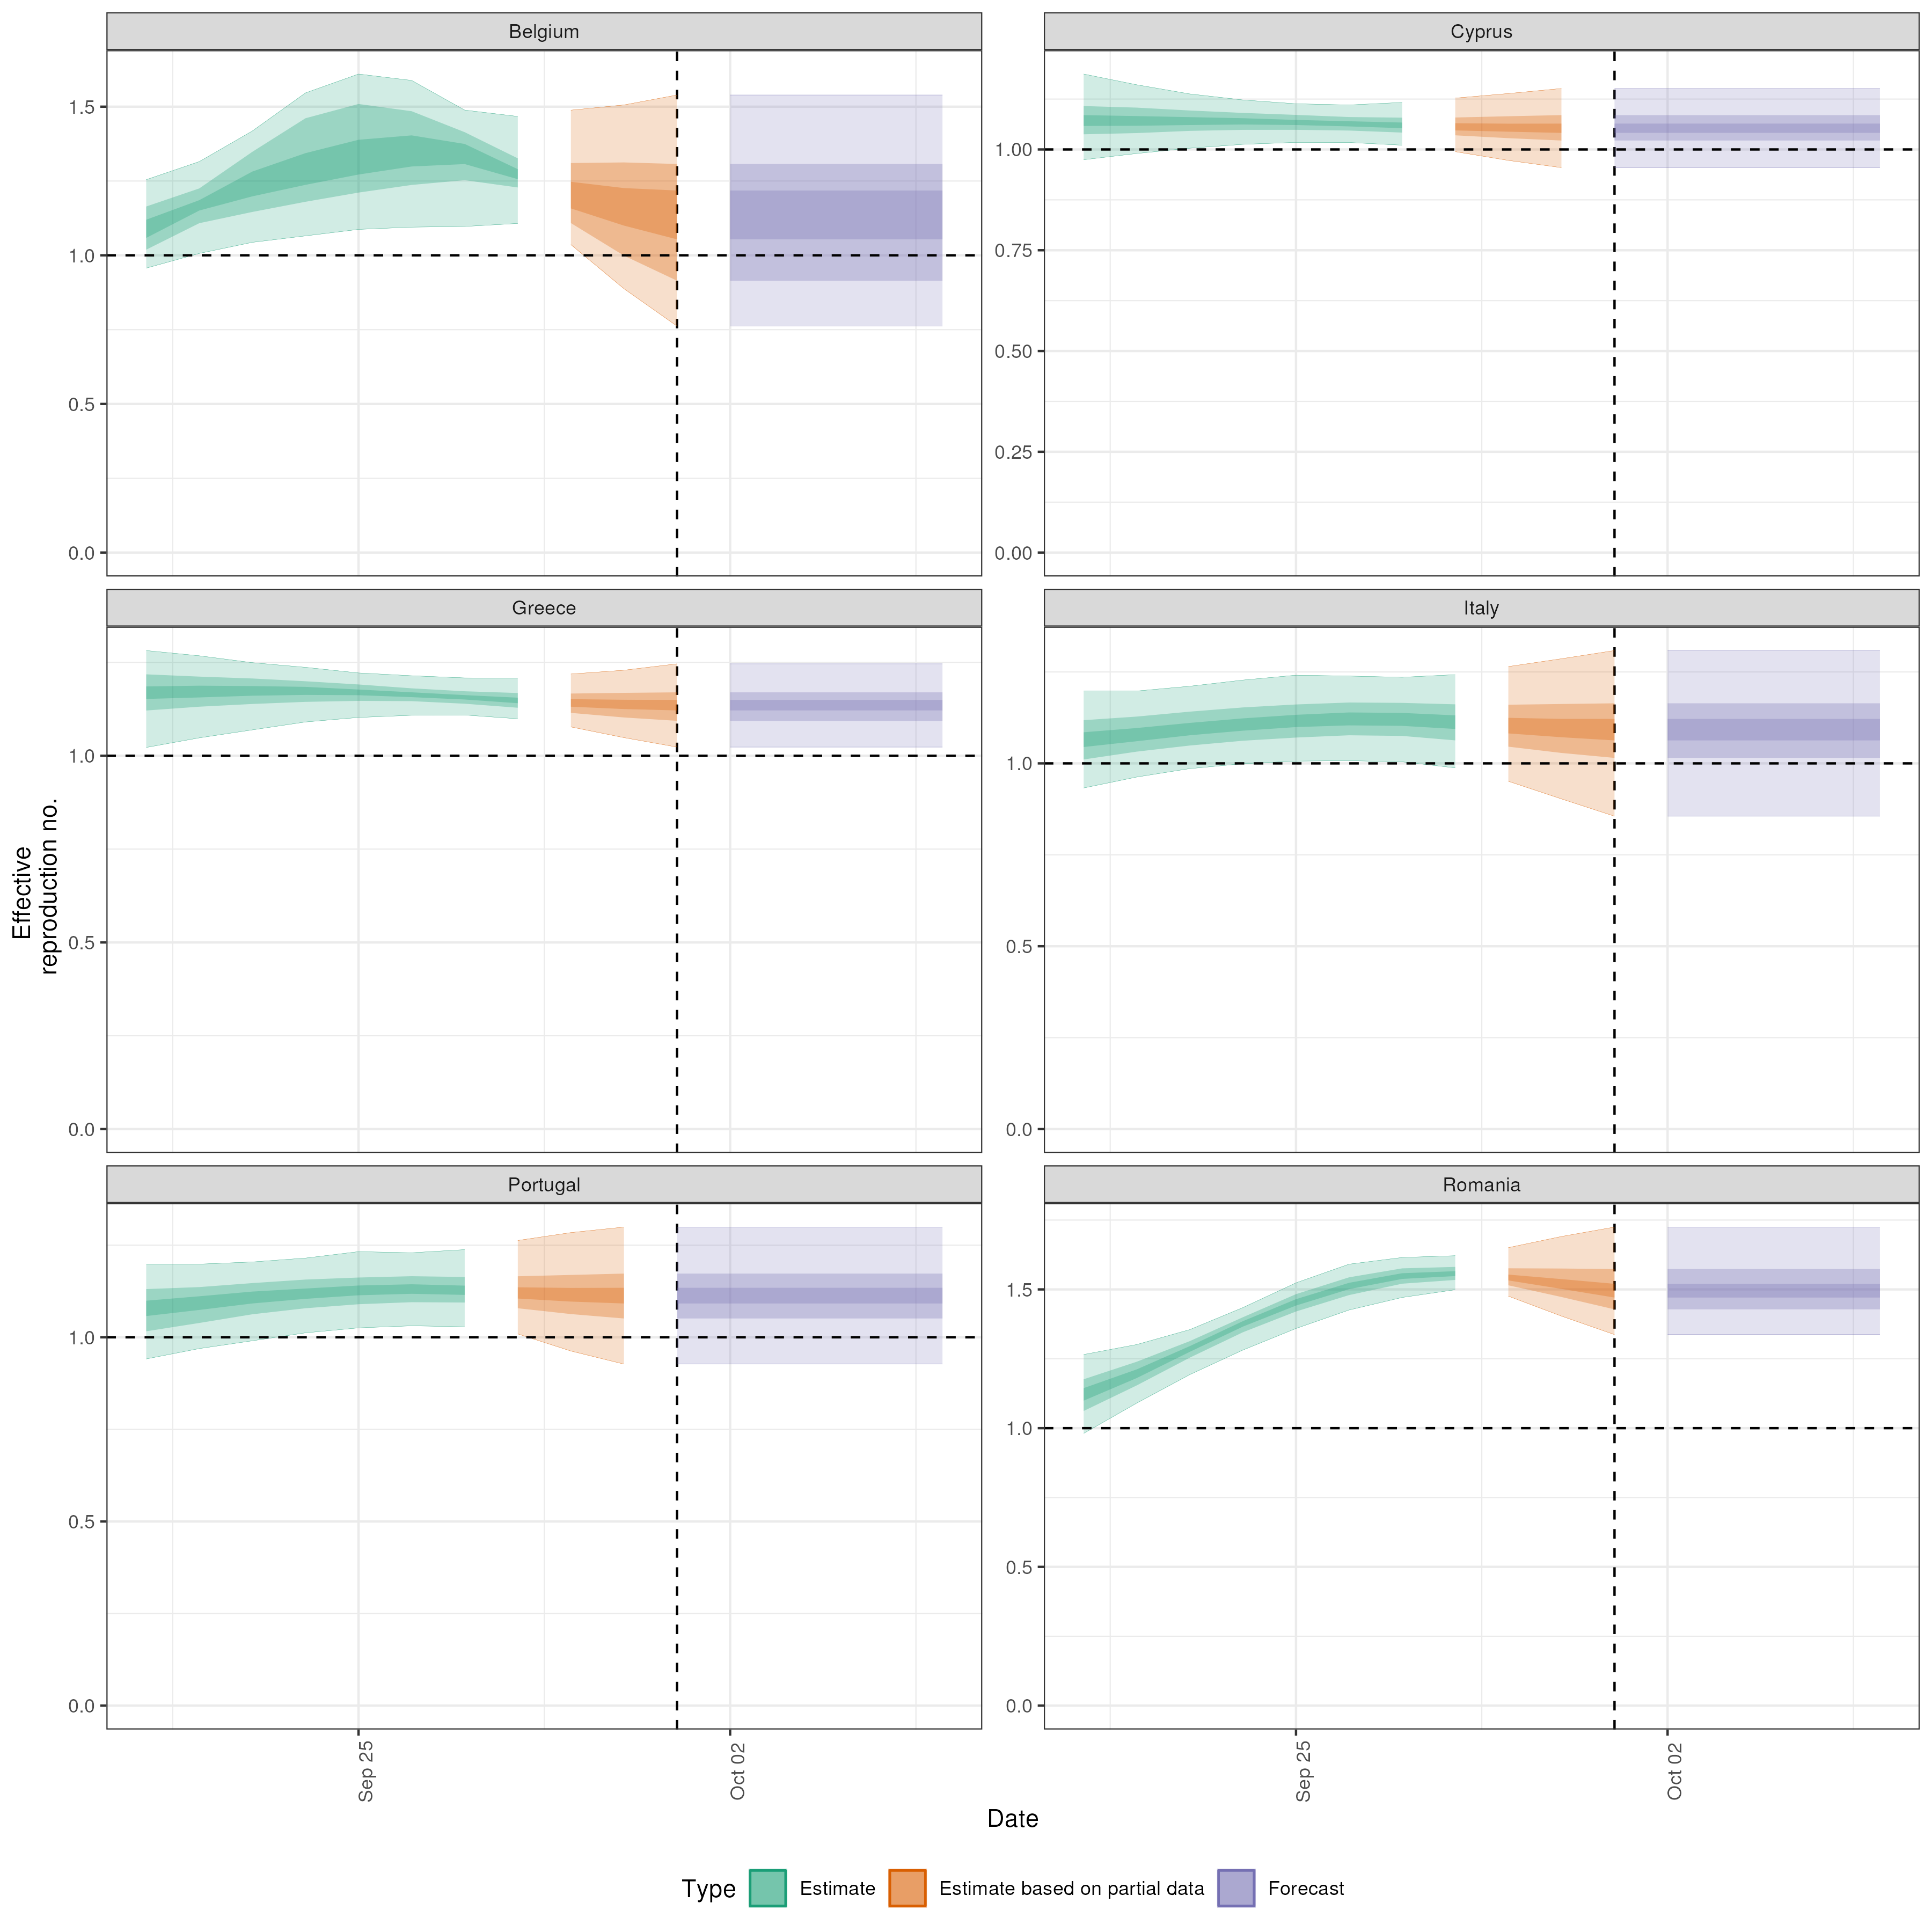 Belgium
Cyprus
1.5
1.0
0.5
0.0
1.00
0.75
0.50
0.25
0.00
Greece
Italy
1.0
0.5
0.0
1.0
0.5
0.0
Effective
reproduction no.
Portugal
Romania
1.0
0.5
0.0
1.5
1.0
0.5
0.0
Sep 25
Oct 02
Sep 25
Oct 02
Date
Type
Estimate
Estimate based on partial data
Forecast